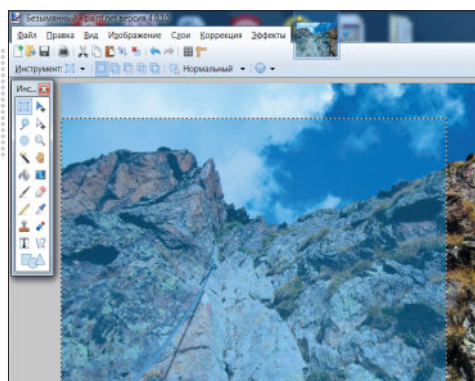 Безымянный - paint.net версия 4.0.10
Файл Правка Вид Изображение Слои Коррекция Эффекты
Инструмент: Нормальный
Инс...